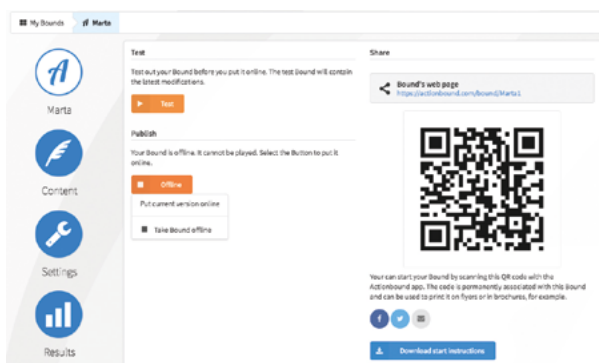 My Bounds
Marta
Marta
Content
Settings
Results
Test
Test out your Bound before you put it online. The test Bound will contain
the latest modifications.
Test
Publish
Your Bound is offline. It cannot be played. Select the Button to put it
online.
Offline
Put current version online
Take Bound offline
Share
Bound's web page
https://actionbound.com/bound/Marta1
Your can start your Bound by scanning this QR code with the
Actionbound app. The code is permanently associated with this Bound
and can be used to print it on flyers or in brochures, for example.
Download start instructions